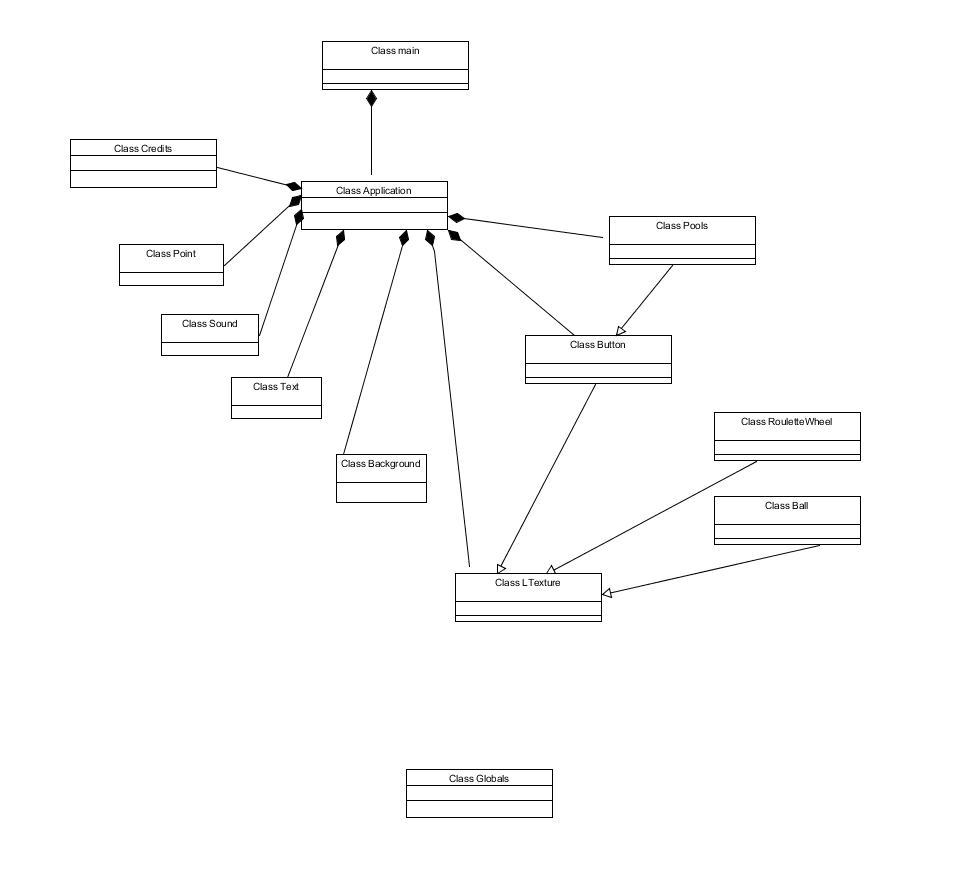 Class main
Class Credits
Class Application
Class Pools
Class Point
Class Sound
Class Button
Class Text
Class RouletteWheel
Class Background
Class Ball
Class LTexture
Class Globals